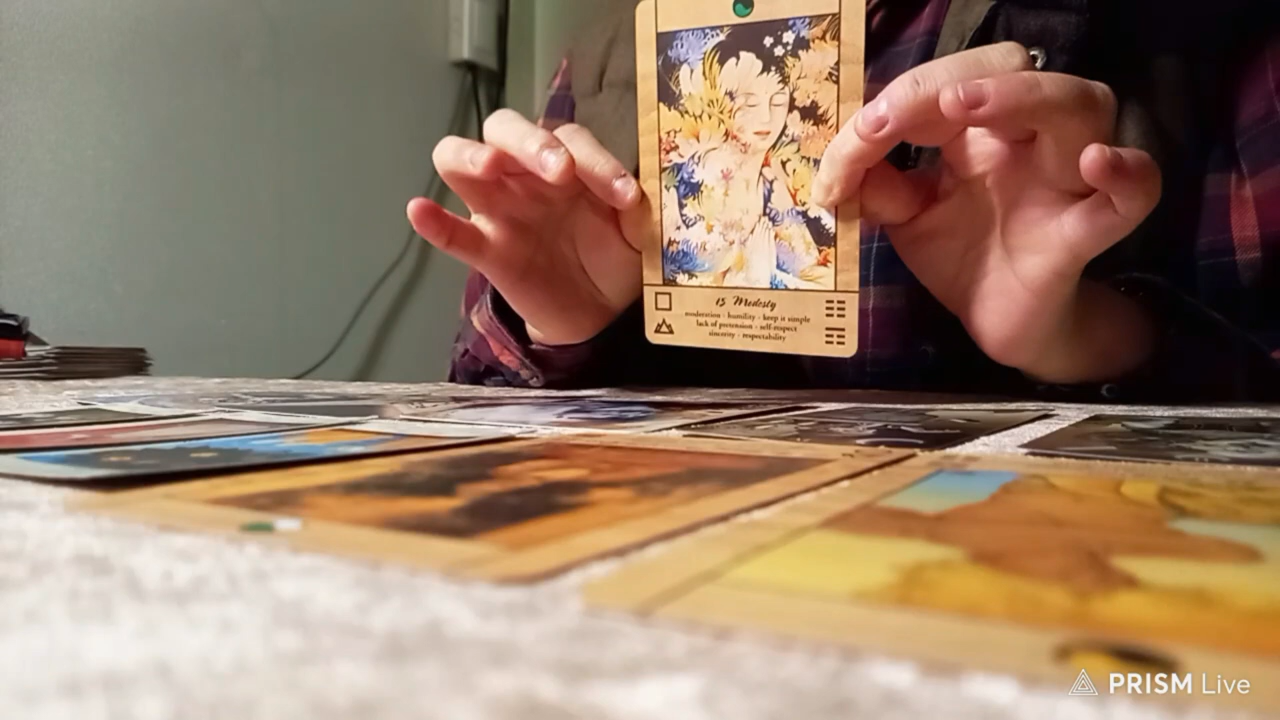 15 Modesty
moderation · humility · keep it simple
lack of pretension · self-respect
sincerity · respectability
PRISM Live